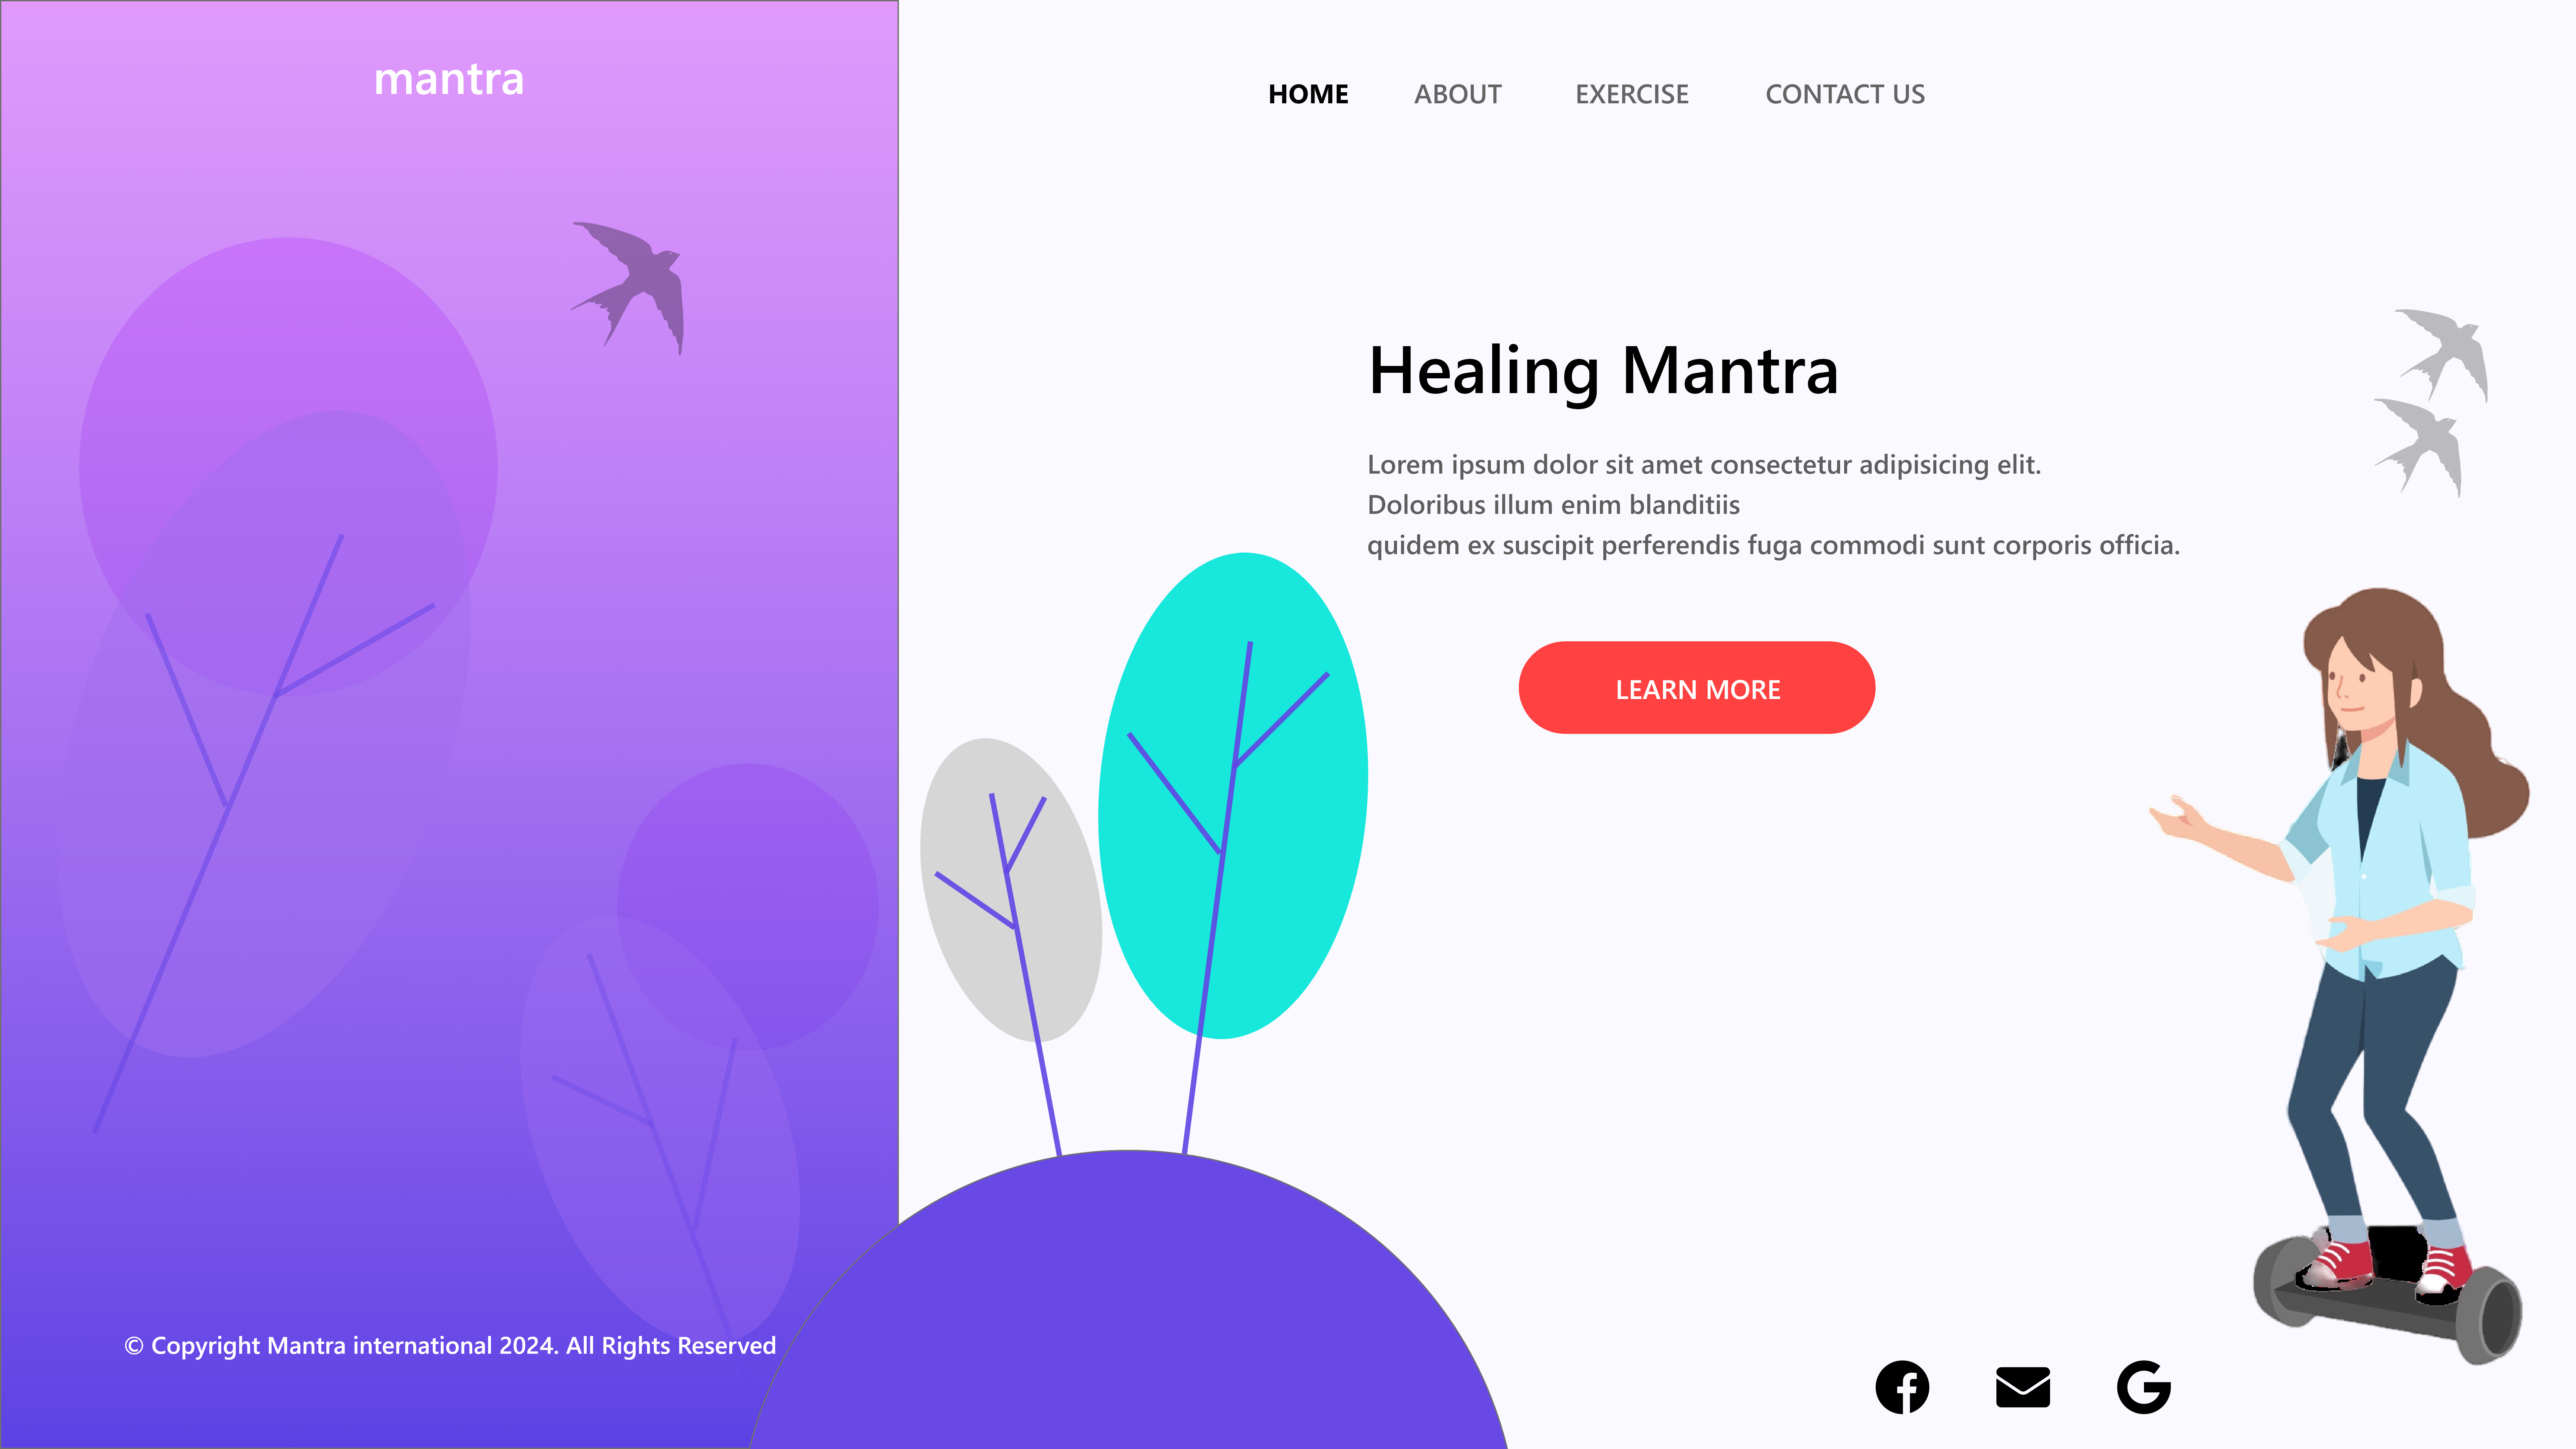 mantra
HOME ABOUT EXERCISE CONTACT US
Healing Mantra
Lorem ipsum dolor sit amet consectetur adipisicing elit.
Doloribus illum enim blanditiis
quidem ex suscipit perferendis fuga commodi sunt corporis officia.
LEARN MORE
© Copyright Mantra international 2024. All Rights Reserved